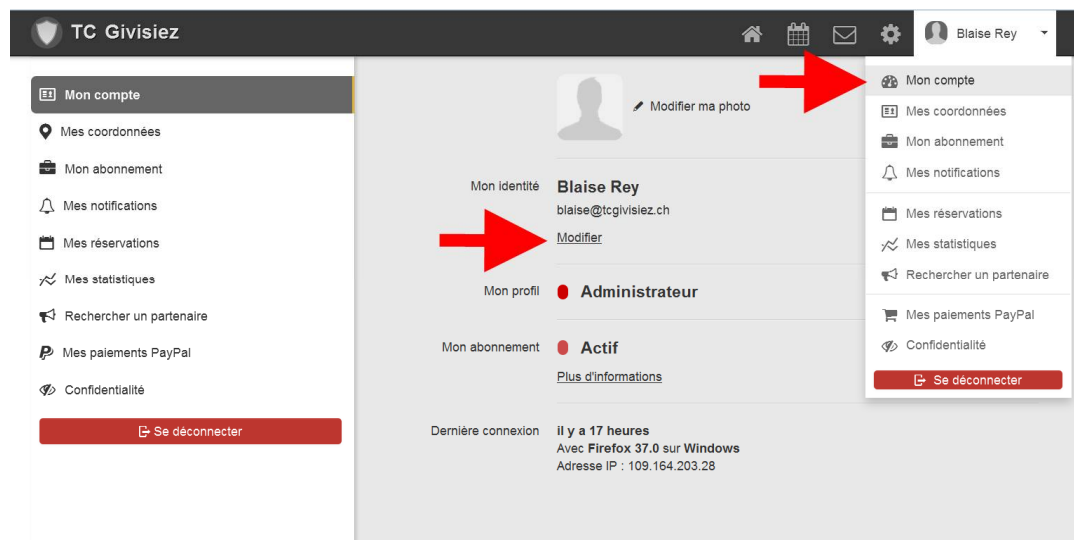 TC Givisiez
Blaise Rey
Mon compte
Mes coordonnées
Mon abonnement
Mes notifications
Mes réservations
Mes statistiques
Rechercher un partenaire
Mes paiements PayPal
Confidentialité
Se déconnecter
Modifier ma photo
Mon identité
Blaise Rey
blaise@tcgivisiez.ch
Modifier
Mon profil
Administrateur
Mon abonnement
Actif
Plus d'informations
Dernière connexion
il y a 17 heures
Avec Firefox 37.0 sur Windows
Adresse IP : 109.164.203.28
Mon compte
Mes coordonnées
Mon abonnement
Mes notifications
Mes réservations
Mes statistiques
Rechercher un partenaire
Mes paiements PayPal
Confidentialité
Se déconnecter